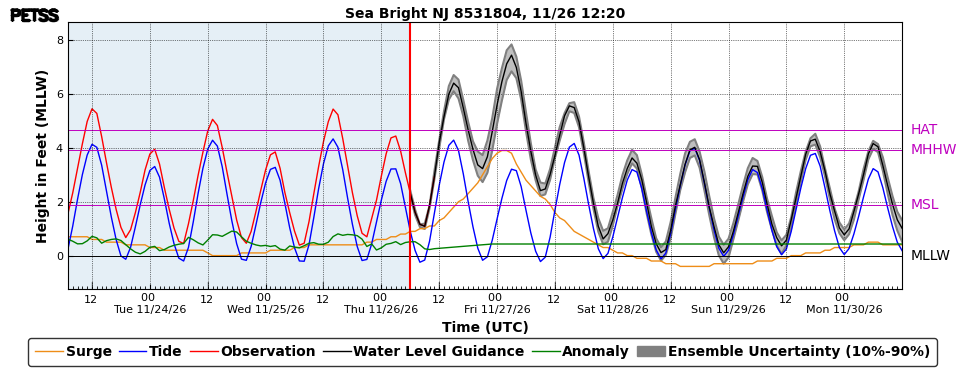 PETSS
Sea Bright NJ 8531804, 11/26 12:20
Height in Feet (MLLW)
8
6
4
2
0
HAT
MHHW
MSL
MLLW
12 00 12 00 12 00 12 00 12 00 12 00 12 00
Tue 11/24/26 Wed 11/25/26 Thu 11/26/26 Fri 11/27/26 Sat 11/28/26 Sun 11/29/26 Mon 11/30/26
Time (UTC)
Surge Tide Observation Water Level Guidance Anomaly Ensemble Uncertainty (10%-90%)